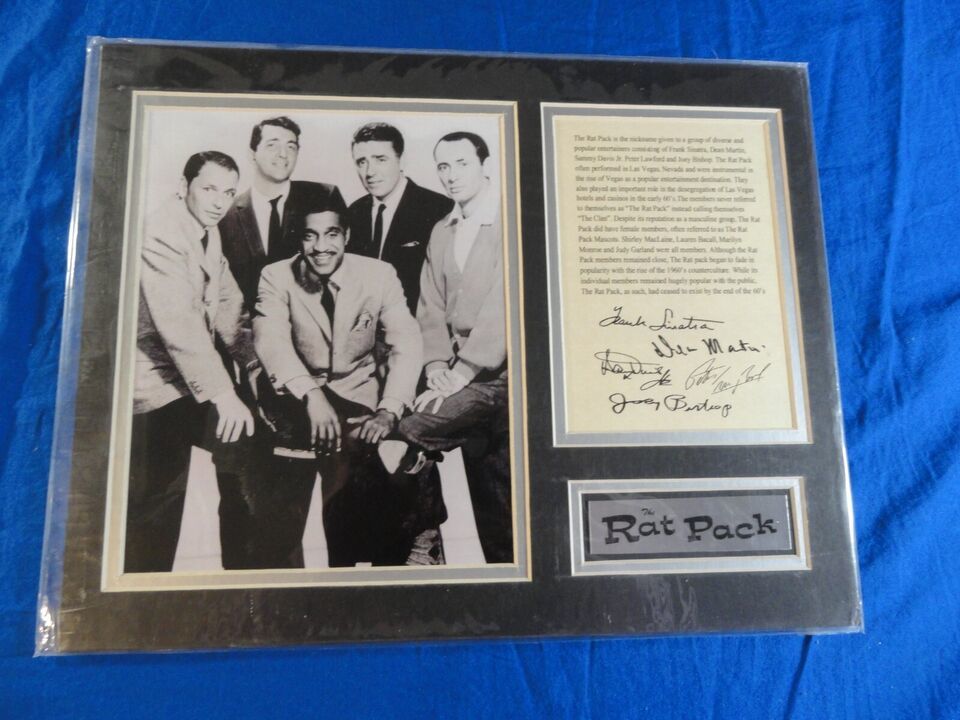 The Rat Pack is the nickname given to a group of diverse and
popular entertainers consisting of Frank Sinatra, Dean Martin,
Sammy Davis Jr. Peter Lawford and Joey Bishop. The Rat Pack
often performed in Las Vegas, Nevada and were instrumental in
the rise of Vegas as a popular entertainment destination. They
also played an important role in the desegregation of Las Vegas
hotels and casinos in the early 60's. The members never referred
to themselves as "The Rat Pack" instead calling themselves
"The Clan". Despite its reputation as a masculine group, The Rat
Pack did have female members, often referred to as The Rat
Pack Mascots. Shirley MacLaine, Lauren Bacall, Marilyn
Monroe and Judy Garland were all members. Although the Rat
Pack members remained close, The Rat pack began to fade in
popularity with the rise of the 1960's counterculture. While its
individual members remained hugely popular with the public,
The Rat Pack, as such, had ceased to exist by the end of the 60's
Frank Sinatra
Dean Martin
Joey Bishop
The
Rat Pack